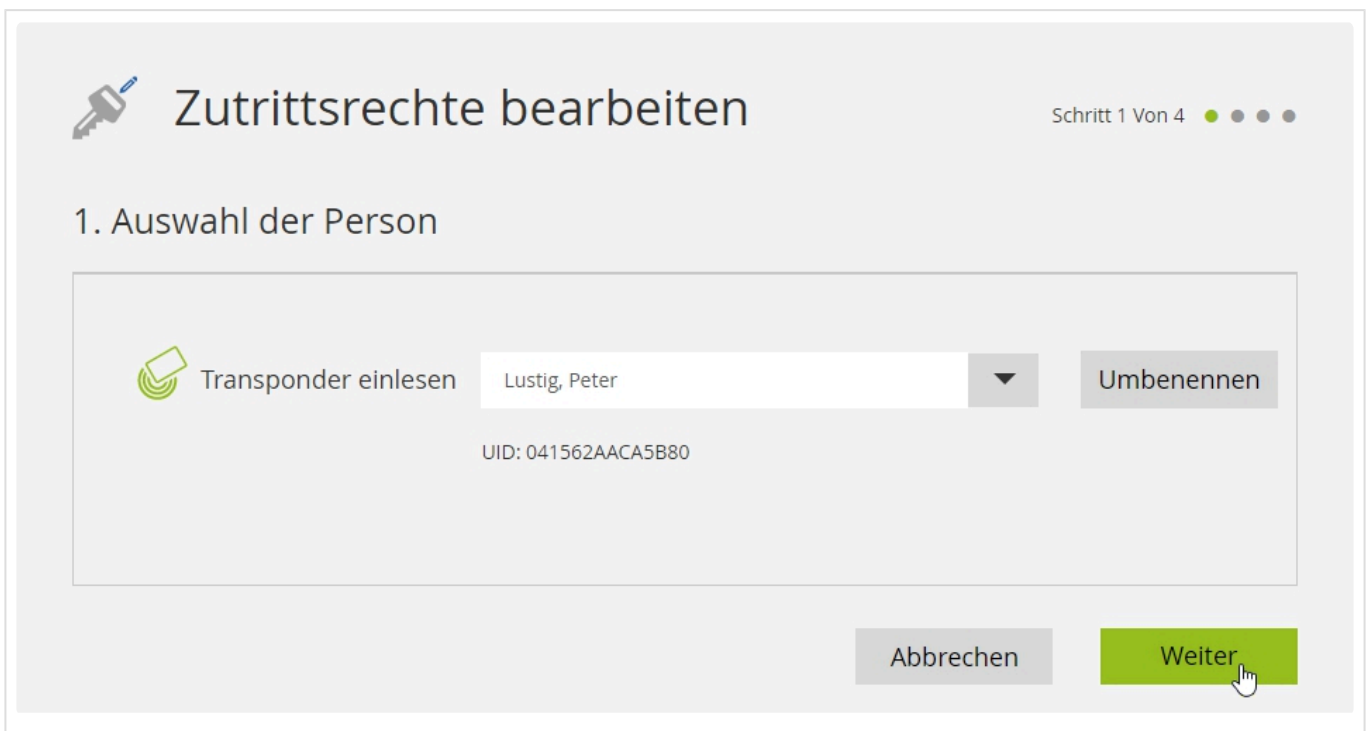 Zutrittsrechte bearbeiten
Schritt 1 Von 4
1. Auswahl der Person
Transponder einlesen
Lustig, Peter
Umbenennen
UID: 041562AACA5B80
Abbrechen
Weiter